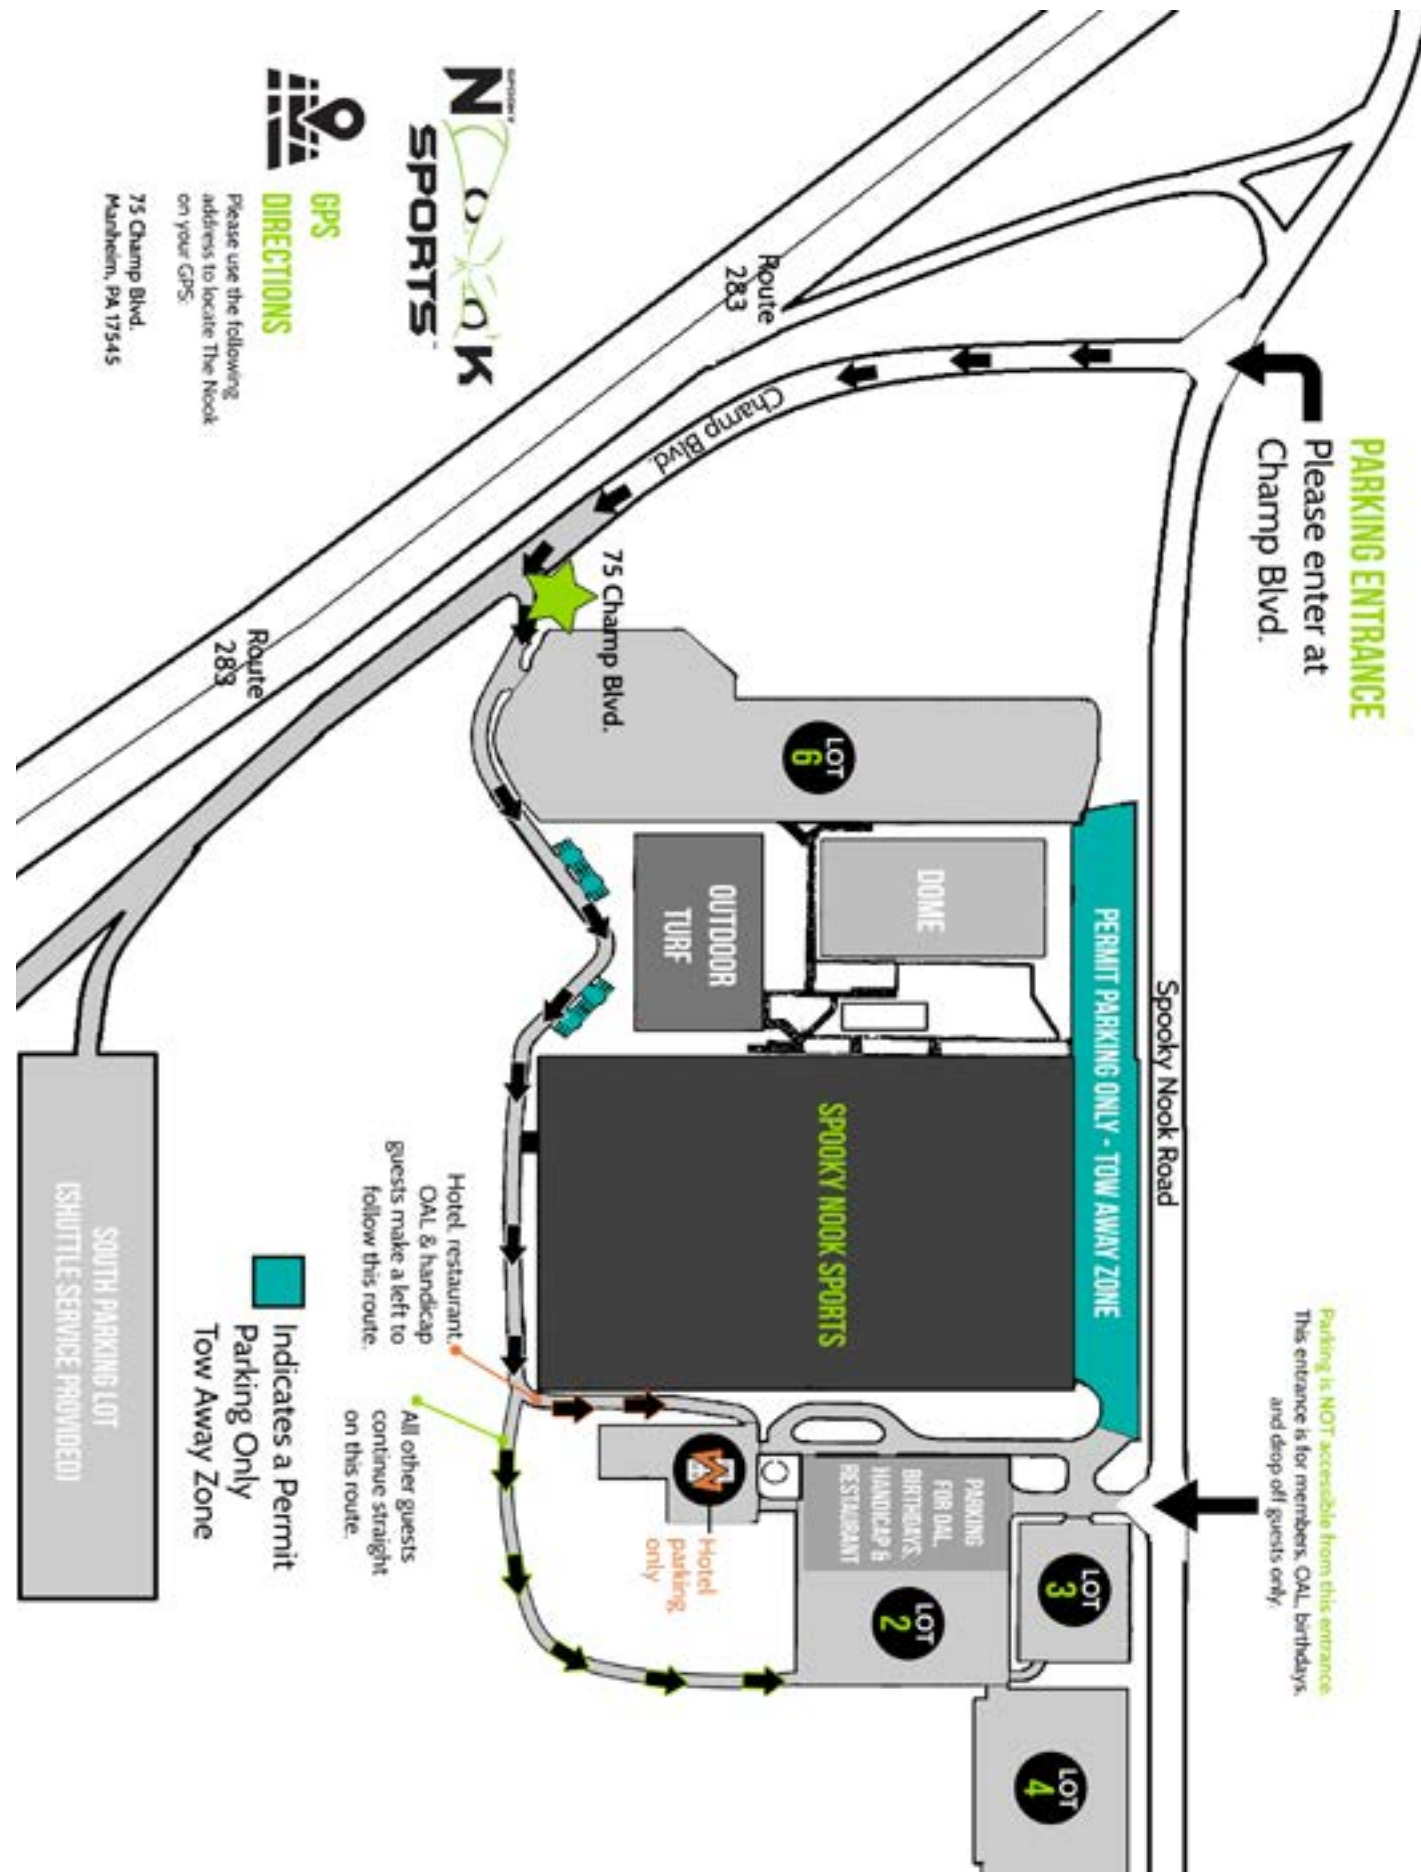 PARKING ENTRANCE
Please enter at
Champ Blvd.
Parking is NOT accessible from this entrance.
This entrance is for members, OAL, birthdays,
and drop off guests only.
Spooky Nook Road
PERMIT PARKING ONLY - TOW AWAY ZONE
LOT
3
LOT
4
DOME
PARKING
FOR OAL,
BIRTHDAYS,
HANDICAP &
RESTAURANT
LOT
2
LOT
6
SPOOKY NOOK SPORTS
OUTDOOR
TURF
Route
283
Champ Blvd.
75 Champ Blvd.
Hotel
parking
only
SPOOKY
NOOK
SPORTS™
Hotel, restaurant,
OAL & handicap
guests make a left to
follow this route.
All other guests
continue straight
on this route.
GPS
DIRECTIONS
Please use the following
address to locate The Nook
on your GPS:
75 Champ Blvd.
Manheim, PA 17545
Route
283
Indicates a Permit
Parking Only
Tow Away Zone
SOUTH PARKING LOT
(SHUTTLE SERVICE PROVIDED)